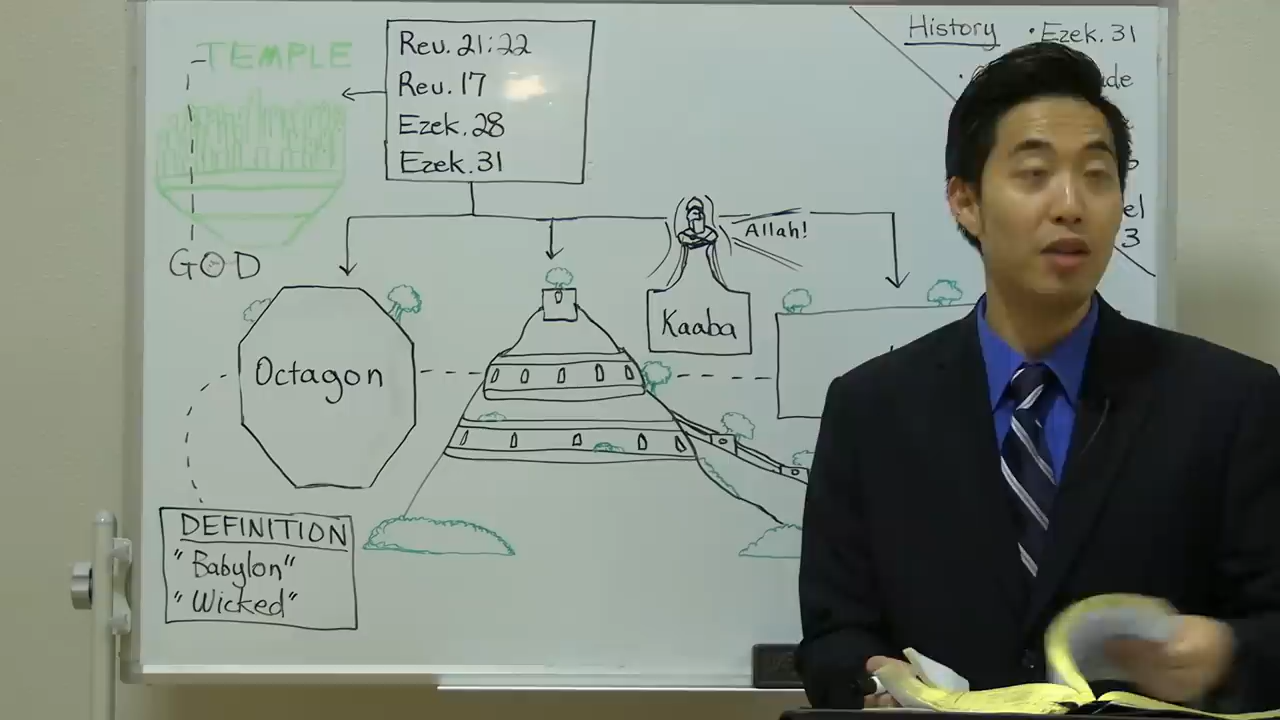 TEMPLE
GOD
Rev. 21:22
Rev. 17
Ezek. 28
Ezek. 31
History
• Ezek. 31
Allah!
Kaaba
Octagon
DEFINITION
"Babylon"
"Wicked"